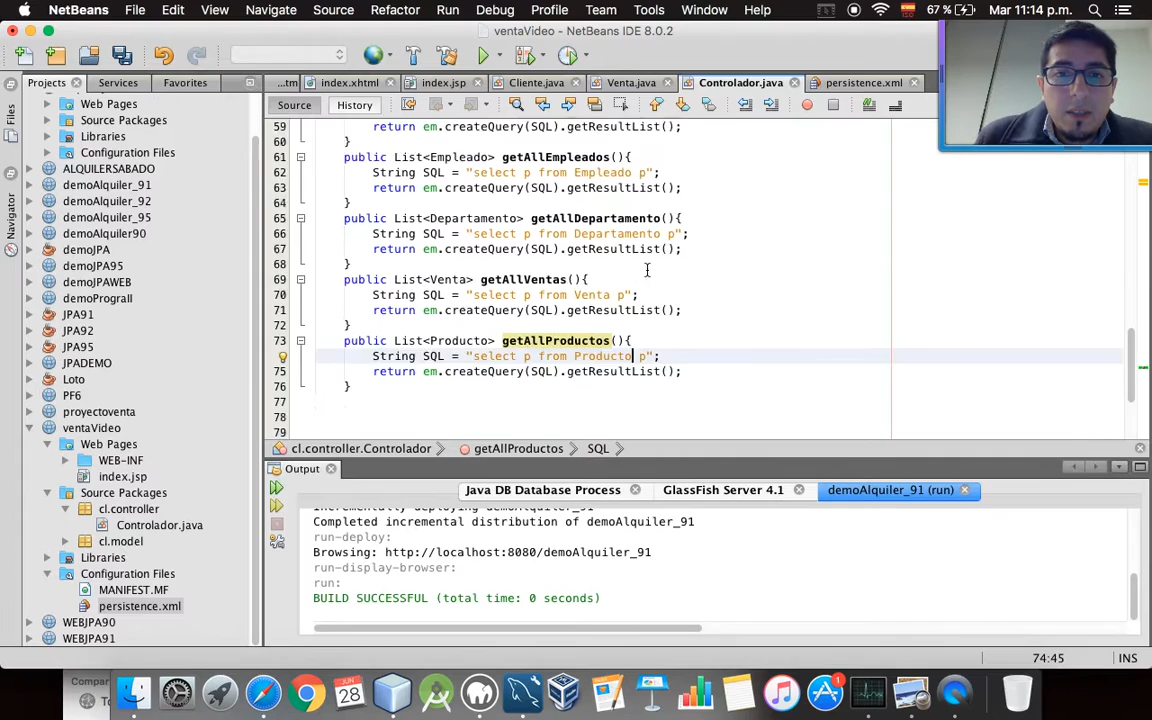 NetBeans File Edit View Navigate Source Refactor Run Debug Profile Team Tools Window Help 67 % Mar 11:14 p.m.
ventaVideo - NetBeans IDE 8.0.2
Projects Services Favorites
...tm index.xhtml index.jsp Cliente.java Venta.java Controlador.java persistence.xml
Source History
Files
Navigator
Web Pages
Source Packages
Libraries
Configuration Files
ALQUILERSABADO
demoAlquiler_91
demoAlquiler_92
demoAlquiler_95
demoAlquiler90
demoJPA
demoJPA95
demoJPAWEB
demoPrograII
JPA91
JPA92
JPA95
JPADEMO
Loto
PF6
proyectoventa
ventaVideo
Web Pages
WEB-INF
index.jsp
Source Packages
cl.controller
Controlador.java
cl.model
Libraries
Configuration Files
MANIFEST.MF
persistence.xml
WEBJPA90
WEBJPA91
59 return em.createQuery(SQL).getResultList();
60 }
61 public List<Empleado> getAllEmpleados(){
62 String SQL = "select p from Empleado p";
63 return em.createQuery(SQL).getResultList();
64 }
65 public List<Departamento> getAllDepartamento(){
66 String SQL = "select p from Departamento p";
67 return em.createQuery(SQL).getResultList();
68 }
69 public List<Venta> getAllVentas(){
70 String SQL = "select p from Venta p";
71 return em.createQuery(SQL).getResultList();
72 }
73 public List<Producto> getAllProductos(){
String SQL = "select p from Producto p";
75 return em.createQuery(SQL).getResultList();
76 }
77
78
79
cl.controller.Controlador getAllProductos SQL
Output
Java DB Database Process GlassFish Server 4.1 demoAlquiler_91 (run)
Incrementally deploying demoAlquiler_91
Completed incremental distribution of demoAlquiler_91
run-deploy:
Browsing: http://localhost:8080/demoAlquiler_91
run-display-browser:
run:
BUILD SUCCESSFUL (total time: 0 seconds)
74:45 INS
Compar
To
JUN
28
1